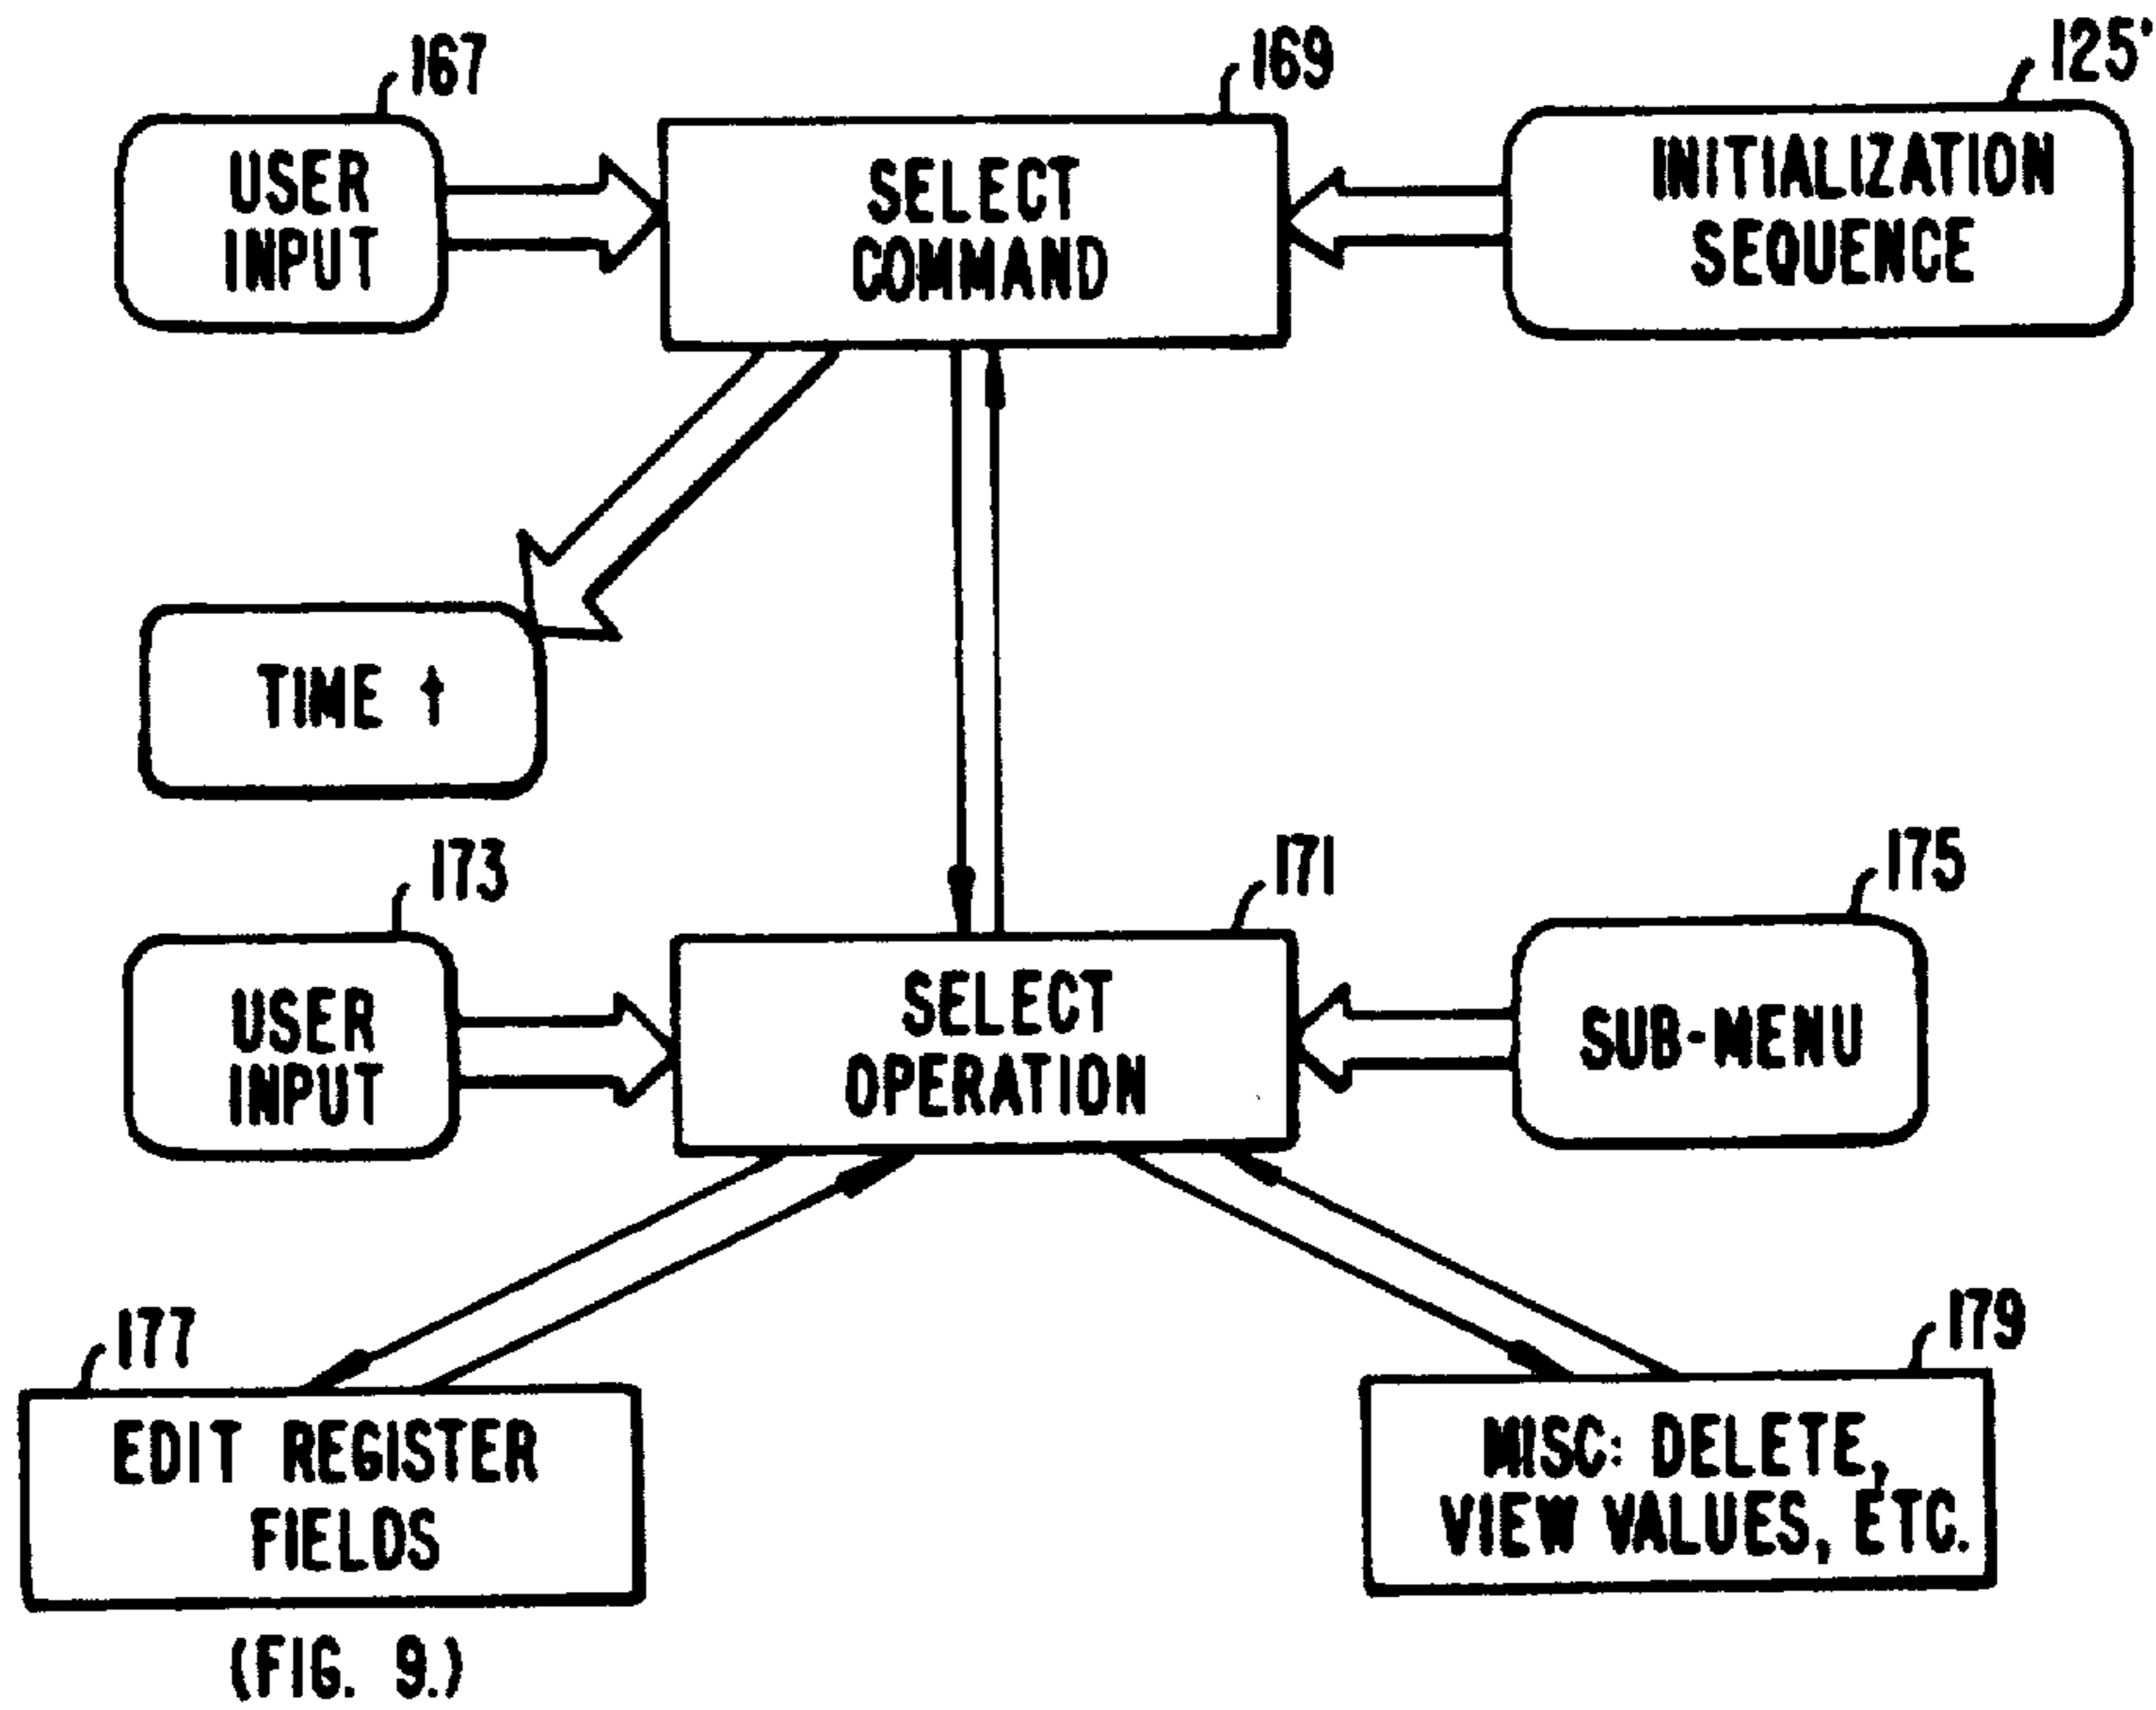 167
169
125'
USER
INPUT
SELECT
COMMAND
INITIALIZATION
SEQUENCE
TIME t
173
171
175
USER
INPUT
SELECT
OPERATION
SUB-MENU
177
179
EDIT REGISTER
FIELDS
MISC: DELETE,
VIEW VALUES, ETC.
(FIG. 9.)